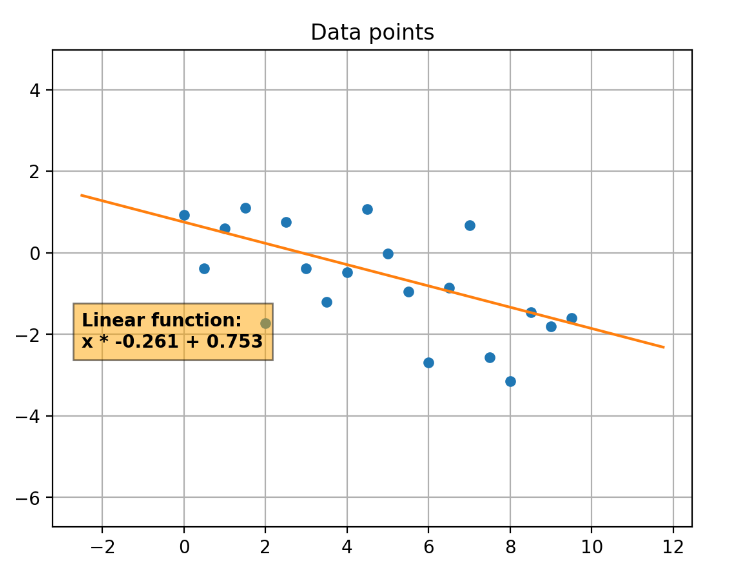 Data points
4
2
0
−2
−4
−6
Linear function:
x * -0.261 + 0.753
−2 0 2 4 6 8 10 12